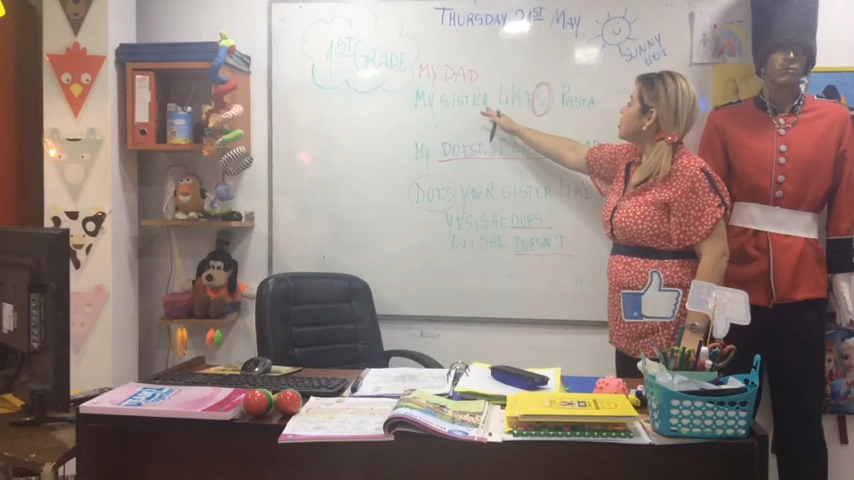 THURSDAY 21ST MAY
SUNNY
1ST GRADE
MY DAD
MY SISTER LIKES PASTA
MY DOESN'T
DOES YOUR SISTER LIKE
YES, SHE DOES
NO, SHE DOESN'T